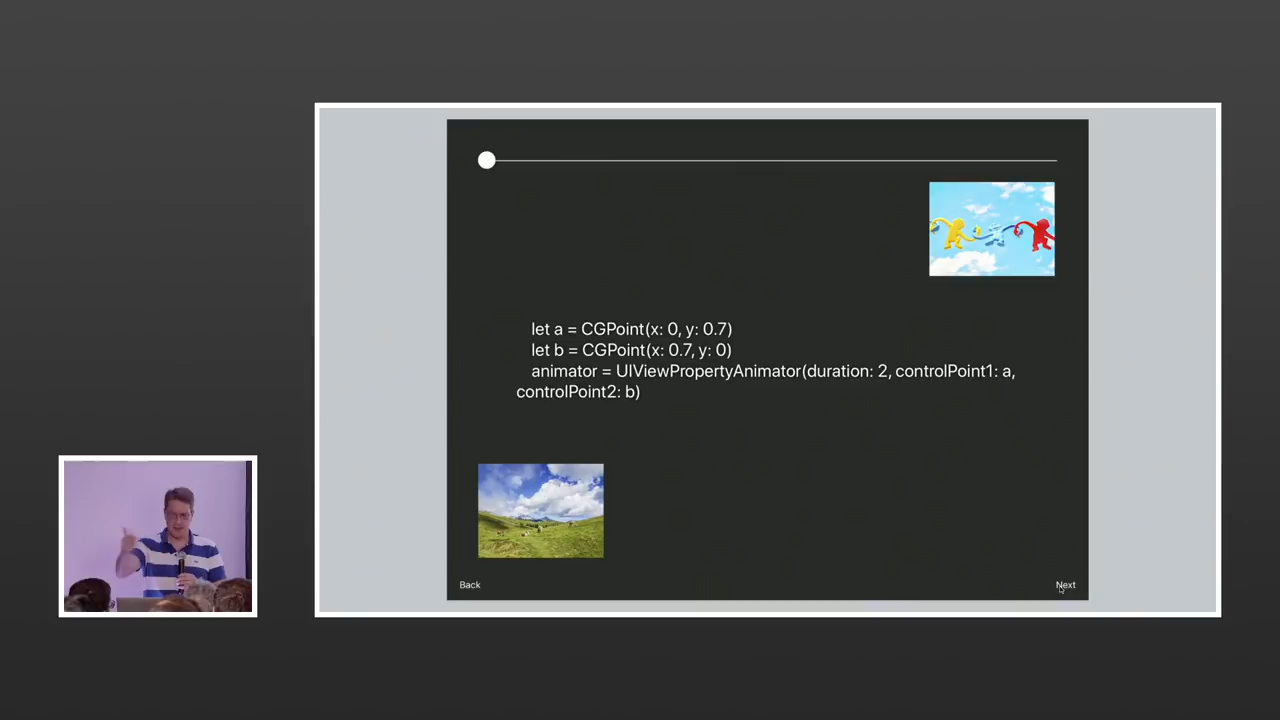 let a = CGPoint(x: 0, y: 0.7)
let b = CGPoint(x: 0.7, y: 0)
animator = UIViewPropertyAnimator(duration: 2, controlPoint1: a,
controlPoint2: b)
Back
Next